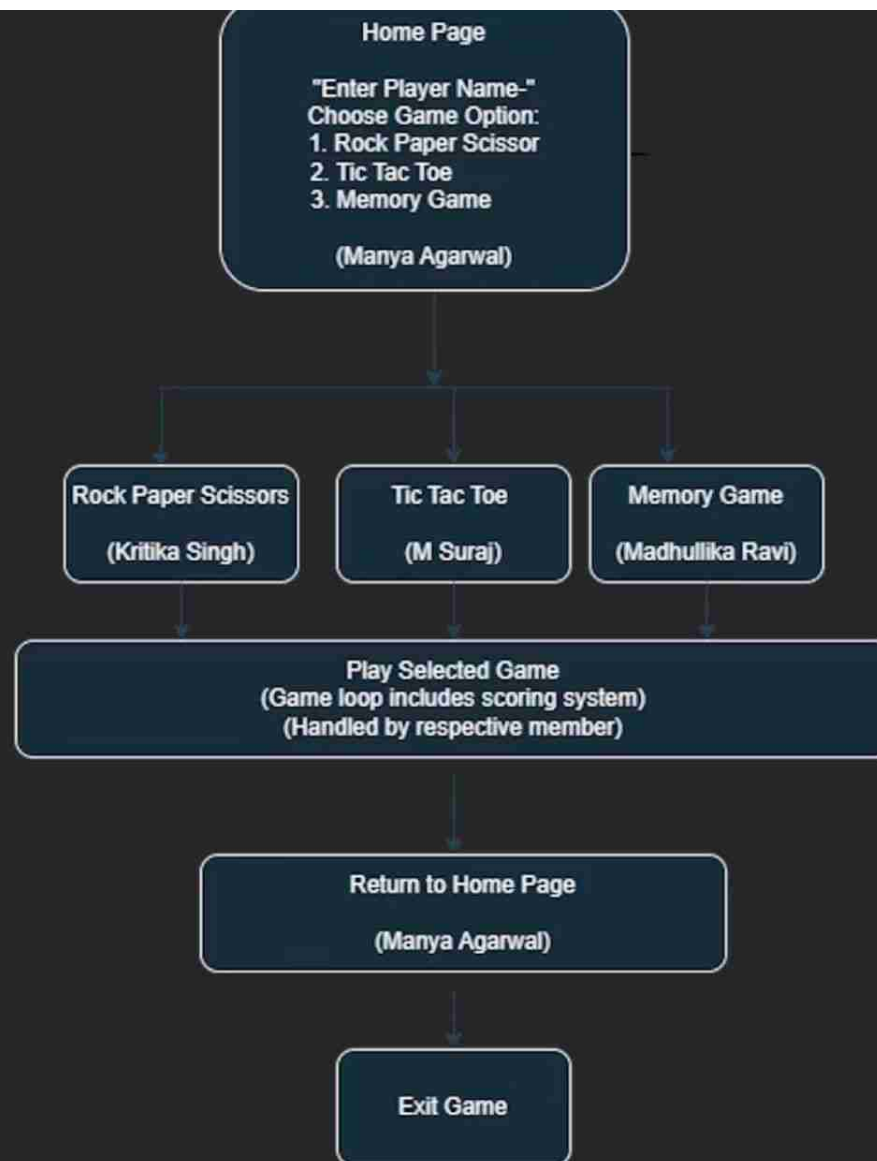 Home Page
"Enter Player Name-"
Choose Game Option:
1. Rock Paper Scissor
2. Tic Tac Toe
3. Memory Game
(Manya Agarwal)
Rock Paper Scissors
(Kritika Singh)
Tic Tac Toe
(M Suraj)
Memory Game
(Madhullika Ravi)
Play Selected Game
(Game loop includes scoring system)
(Handled by respective member)
Return to Home Page
(Manya Agarwal)
Exit Game